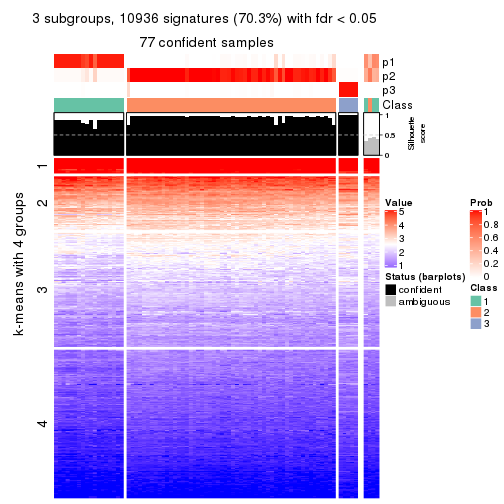 3 subgroups, 10936 signatures (70.3%) with fdr < 0.05
77 confident samples
p1
p2
p3
Class
1
0.5
0
Silhouette
score
k-means with 4 groups
1
2
3
4
Value
5
4
3
2
1
Status (barplots)
confident
ambiguous
Prob
1
0.8
0.6
0.4
0.2
0
Class
1
2
3